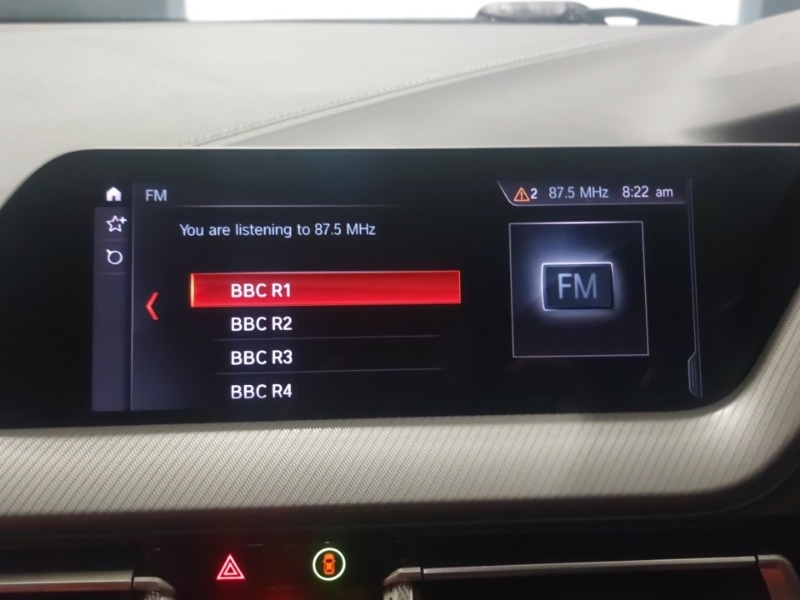 FM
2 87.5 MHz 8:22 am
You are listening to 87.5 MHz
BBC R1
FM
BBC R2
BBC R3
BBC R4